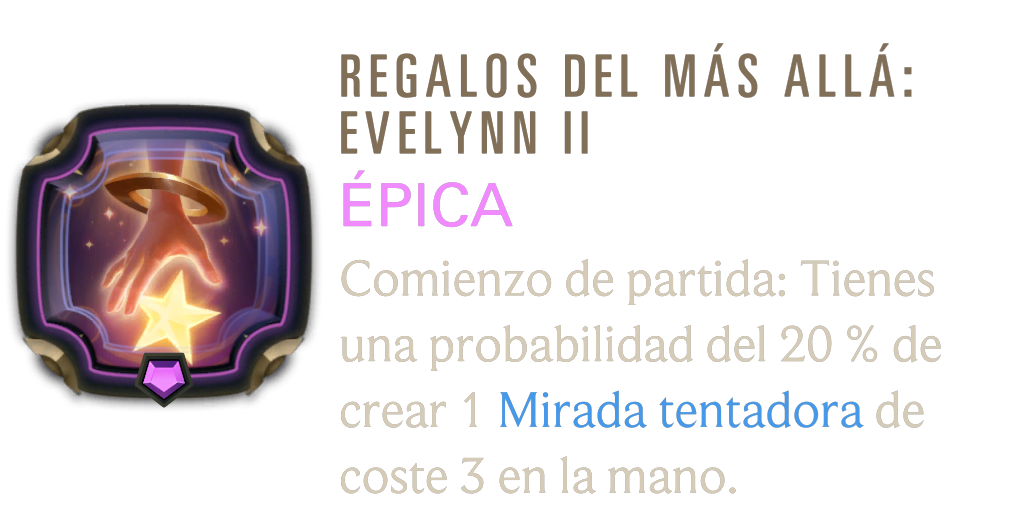 REGALOS DEL MÁS ALLÁ:
EVELYNN II
ÉPICA
Comienzo de partida: Tienes
una probabilidad del 20 % de
crear 1 Mirada tentadora de
coste 3 en la mano.